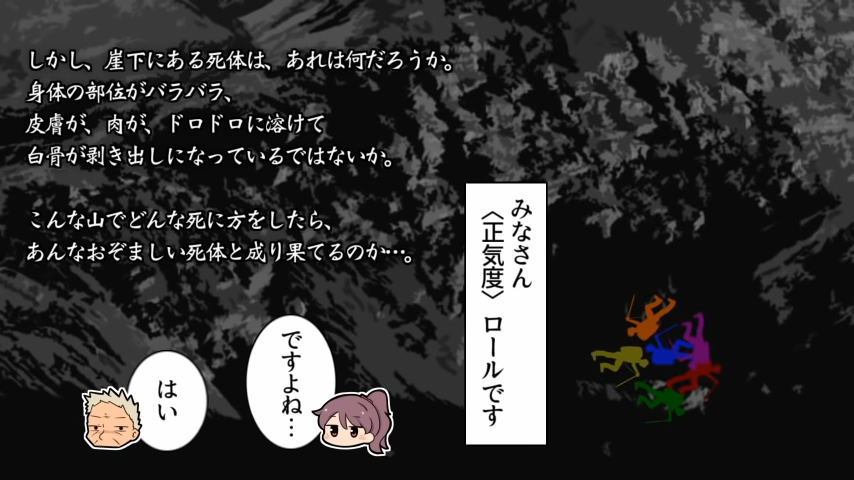 しかし、崖下にある死体は、あれは何だろうか。
身体の部位がバラバラ、
皮膚が、肉が、ドロドロに溶けて
白骨が剥き出しになっているではないか。
こんな山でどんな死に方をしたら、
あんなおぞましい死体と成り果てるのか…。
みなさん
〈正気度〉ロールです
ですよね…
はい